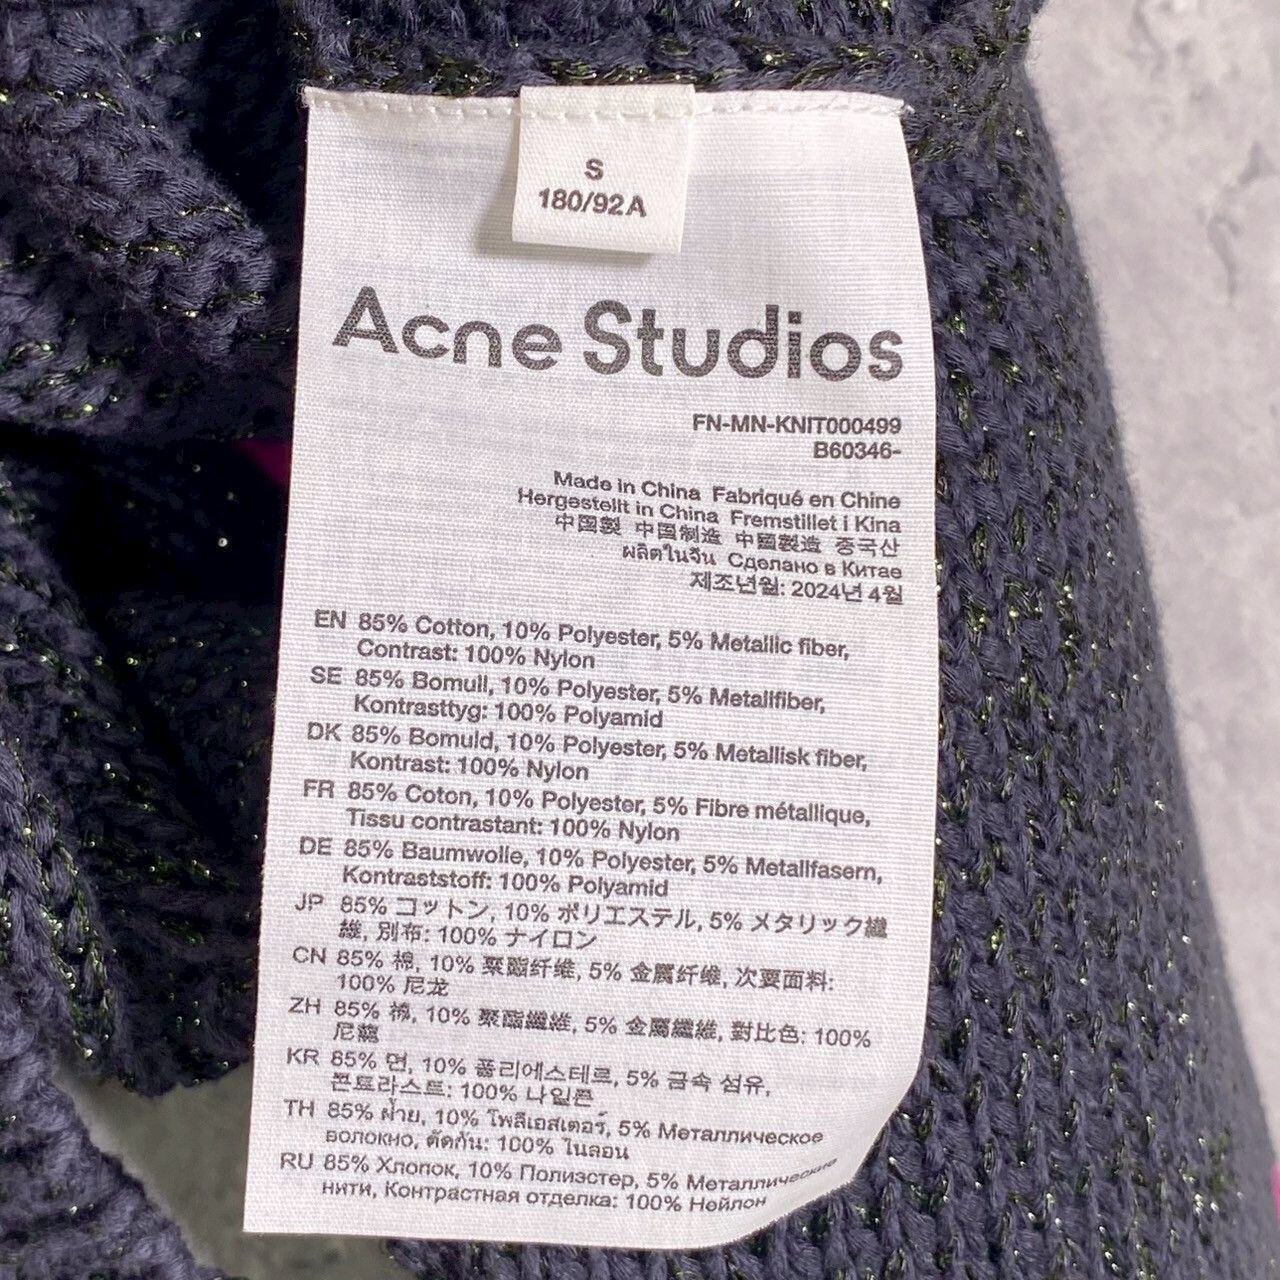 S
180/92A
Acne Studios
FN-MN-KNIT000499
B60346-
Made in China Fabriqué en Chine
Hergestellt in China Fremstillet i Kina
中国製 中国制造 中國製造 중국산
ผลิตในจีน Сделано в Китае
제조년월: 2024년 4월
EN 85% Cotton, 10% Polyester, 5% Metallic fiber,
Contrast: 100% Nylon
SE 85% Bomull, 10% Polyester, 5% Metallfiber,
Kontrasttyg: 100% Polyamid
DK 85% Bomuld, 10% Polyester, 5% Metallisk fiber,
Kontrast: 100% Nylon
FR 85% Coton, 10% Polyester, 5% Fibre métallique,
Tissu contrastant: 100% Nylon
DE 85% Baumwolle, 10% Polyester, 5% Metallfasern,
Kontraststoff: 100% Polyamid
JP 85% コットン, 10% ポリエステル, 5% メタリック繊
維, 別布: 100% ナイロン
CN 85% 棉, 10% 聚酯纤维, 5% 金属纤维, 次要面料:
100% 尼龙
ZH 85% 棉, 10% 聚酯纖維, 5% 金屬纖維, 對比色: 100%
尼龍
KR 85% 면, 10% 폴리에스테르, 5% 금속 섬유,
콘트라스트: 100% 나일론
TH 85% ฝ้าย, 10% โพลีเอสเตอร์, 5% Металлическое
волокно, ตัดกัน: 100% ไนลอน
RU 85% Хлопок, 10% Полиэстер, 5% Металлические
нити, Контрастная отделка: 100% Нейлон